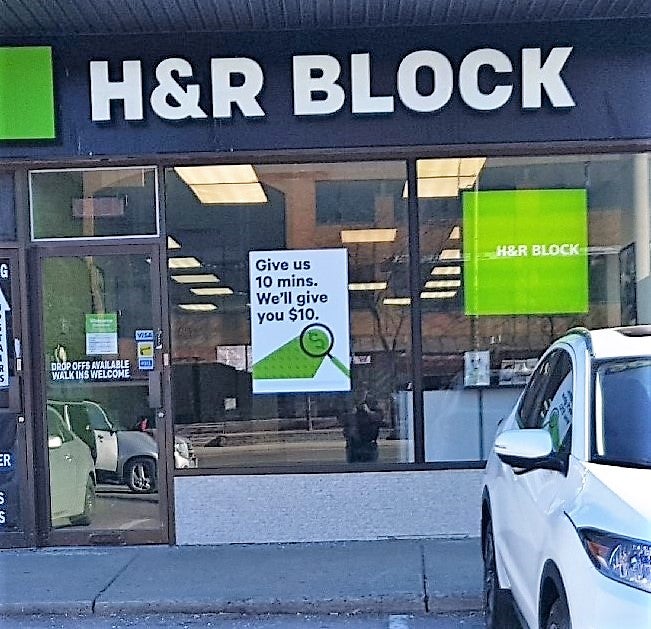 H&R BLOCK
H&R BLOCK
Give us
10 mins.
We'll give
you $10.
VISA
DROP OFFS AVAILABLE
WALK INS WELCOME